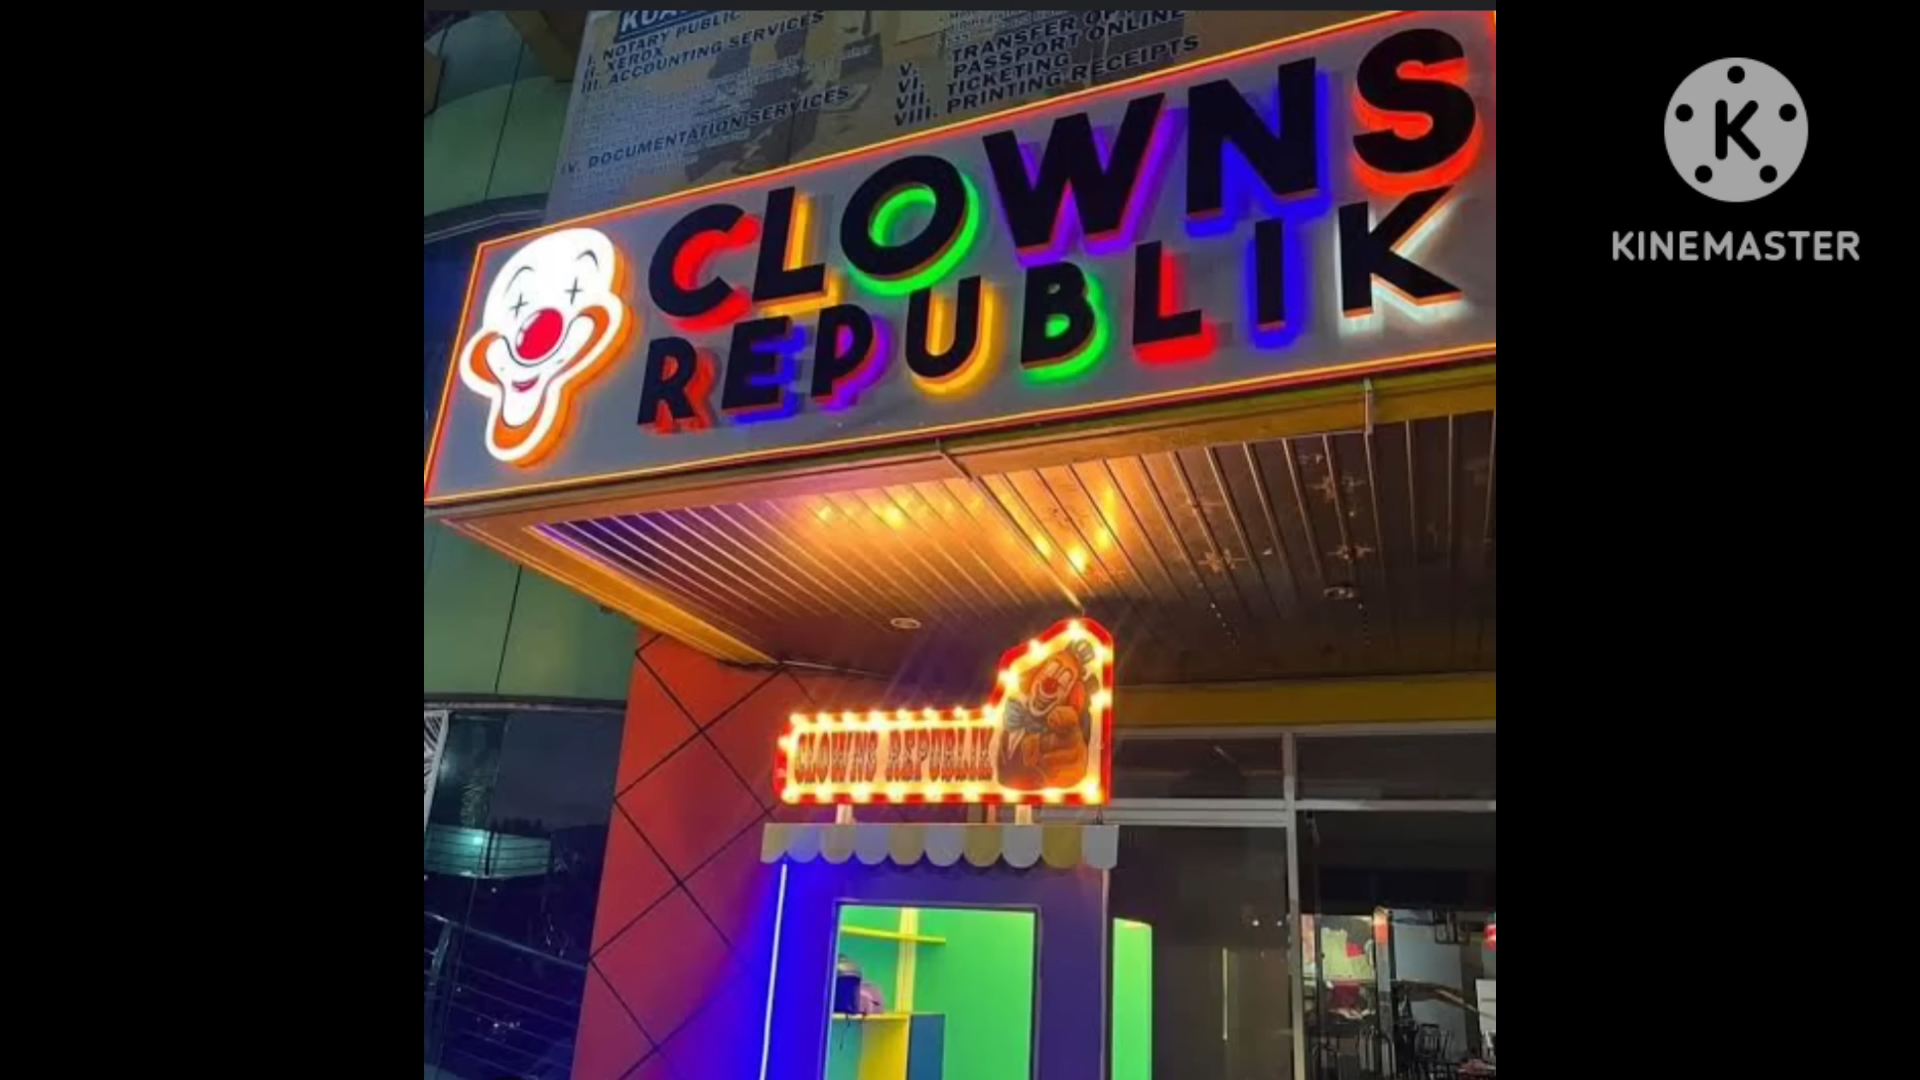 I. NOTARY PUBLIC
II. XEROX
III. ACCOUNTING SERVICES
IV. DOCUMENTATION SERVICES
V. TRANSFER OF
VI. PASSPORT ONLINE
VII. TICKETING
VIII. PRINTING RECEIPTS
CLOWNS
REPUBLIK
CLOWNS REPUBLIK
K
KINEMASTER